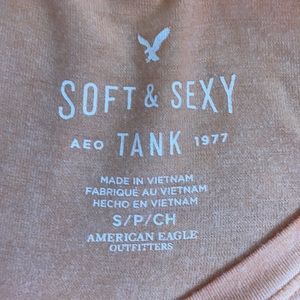 SOFT & SEXY
AEO TANK 1977
MADE IN VIETNAM
FABRIQUÉ AU VIETNAM
HECHO EN VIETNAM
S/P/CH
AMERICAN EAGLE
OUTFITTERS